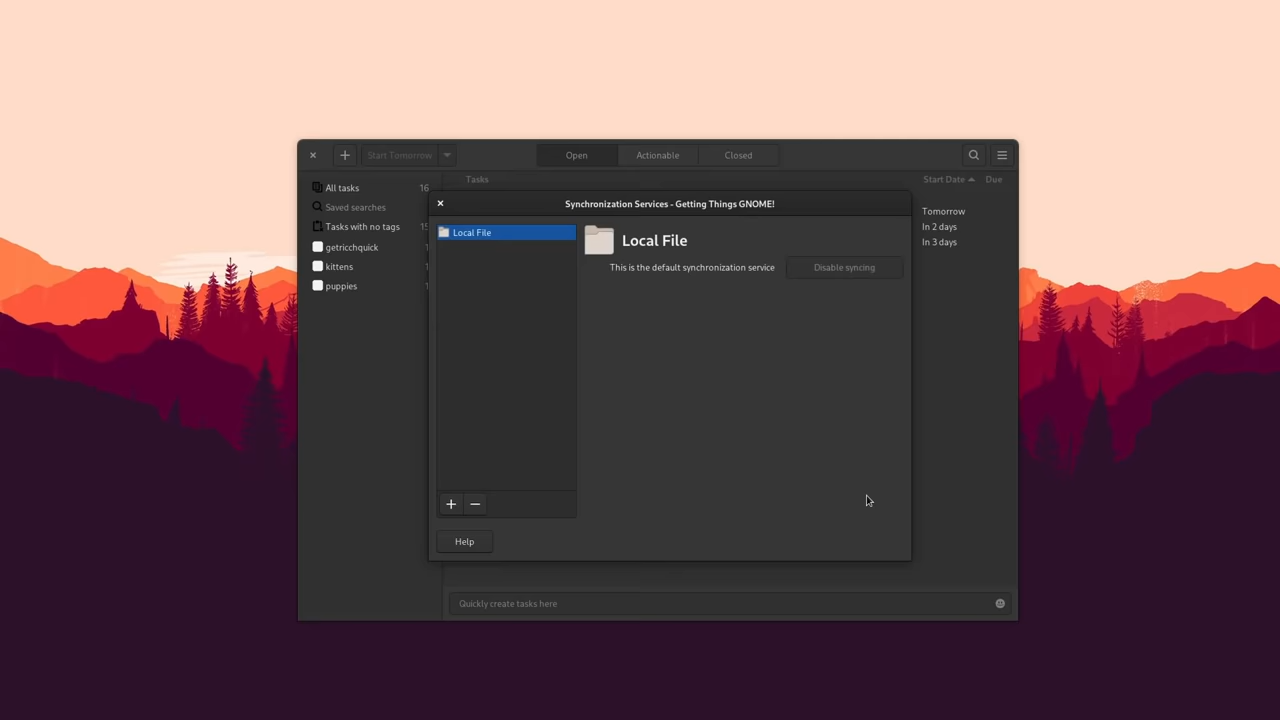 Start Tomorrow
Open
Actionable
Closed
Tasks
Start Date
Due
All tasks
16
Saved searches
Tasks with no tags
getricchquick
kittens
puppies
Tomorrow
In 2 days
In 3 days
Synchronization Services - Getting Things GNOME!
Local File
Local File
This is the default synchronization service
Disable syncing
Help
Quickly create tasks here